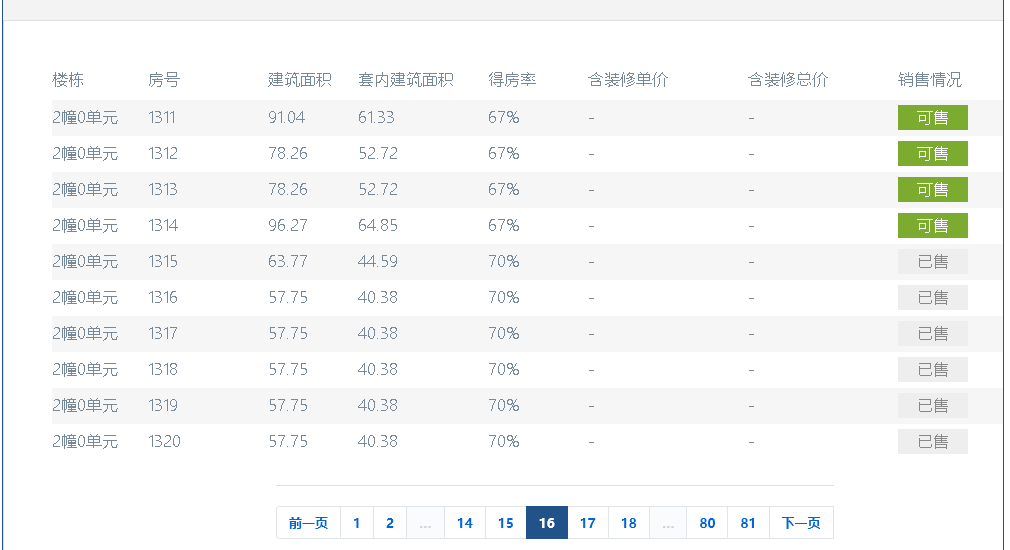 楼栋 房号 建筑面积 套内建筑面积 得房率 含装修单价 含装修总价 销售情况
2幢0单元 1311 91.04 61.33 67% - - 可售
2幢0单元 1312 78.26 52.72 67% - - 可售
2幢0单元 1313 78.26 52.72 67% - - 可售
2幢0单元 1314 96.27 64.85 67% - - 可售
2幢0单元 1315 63.77 44.59 70% - - 已售
2幢0单元 1316 57.75 40.38 70% - - 已售
2幢0单元 1317 57.75 40.38 70% - - 已售
2幢0单元 1318 57.75 40.38 70% - - 已售
2幢0单元 1319 57.75 40.38 70% - - 已售
2幢0单元 1320 57.75 40.38 70% - - 已售
前一页 1 2 ... 14 15 16 17 18 ... 80 81 下一页